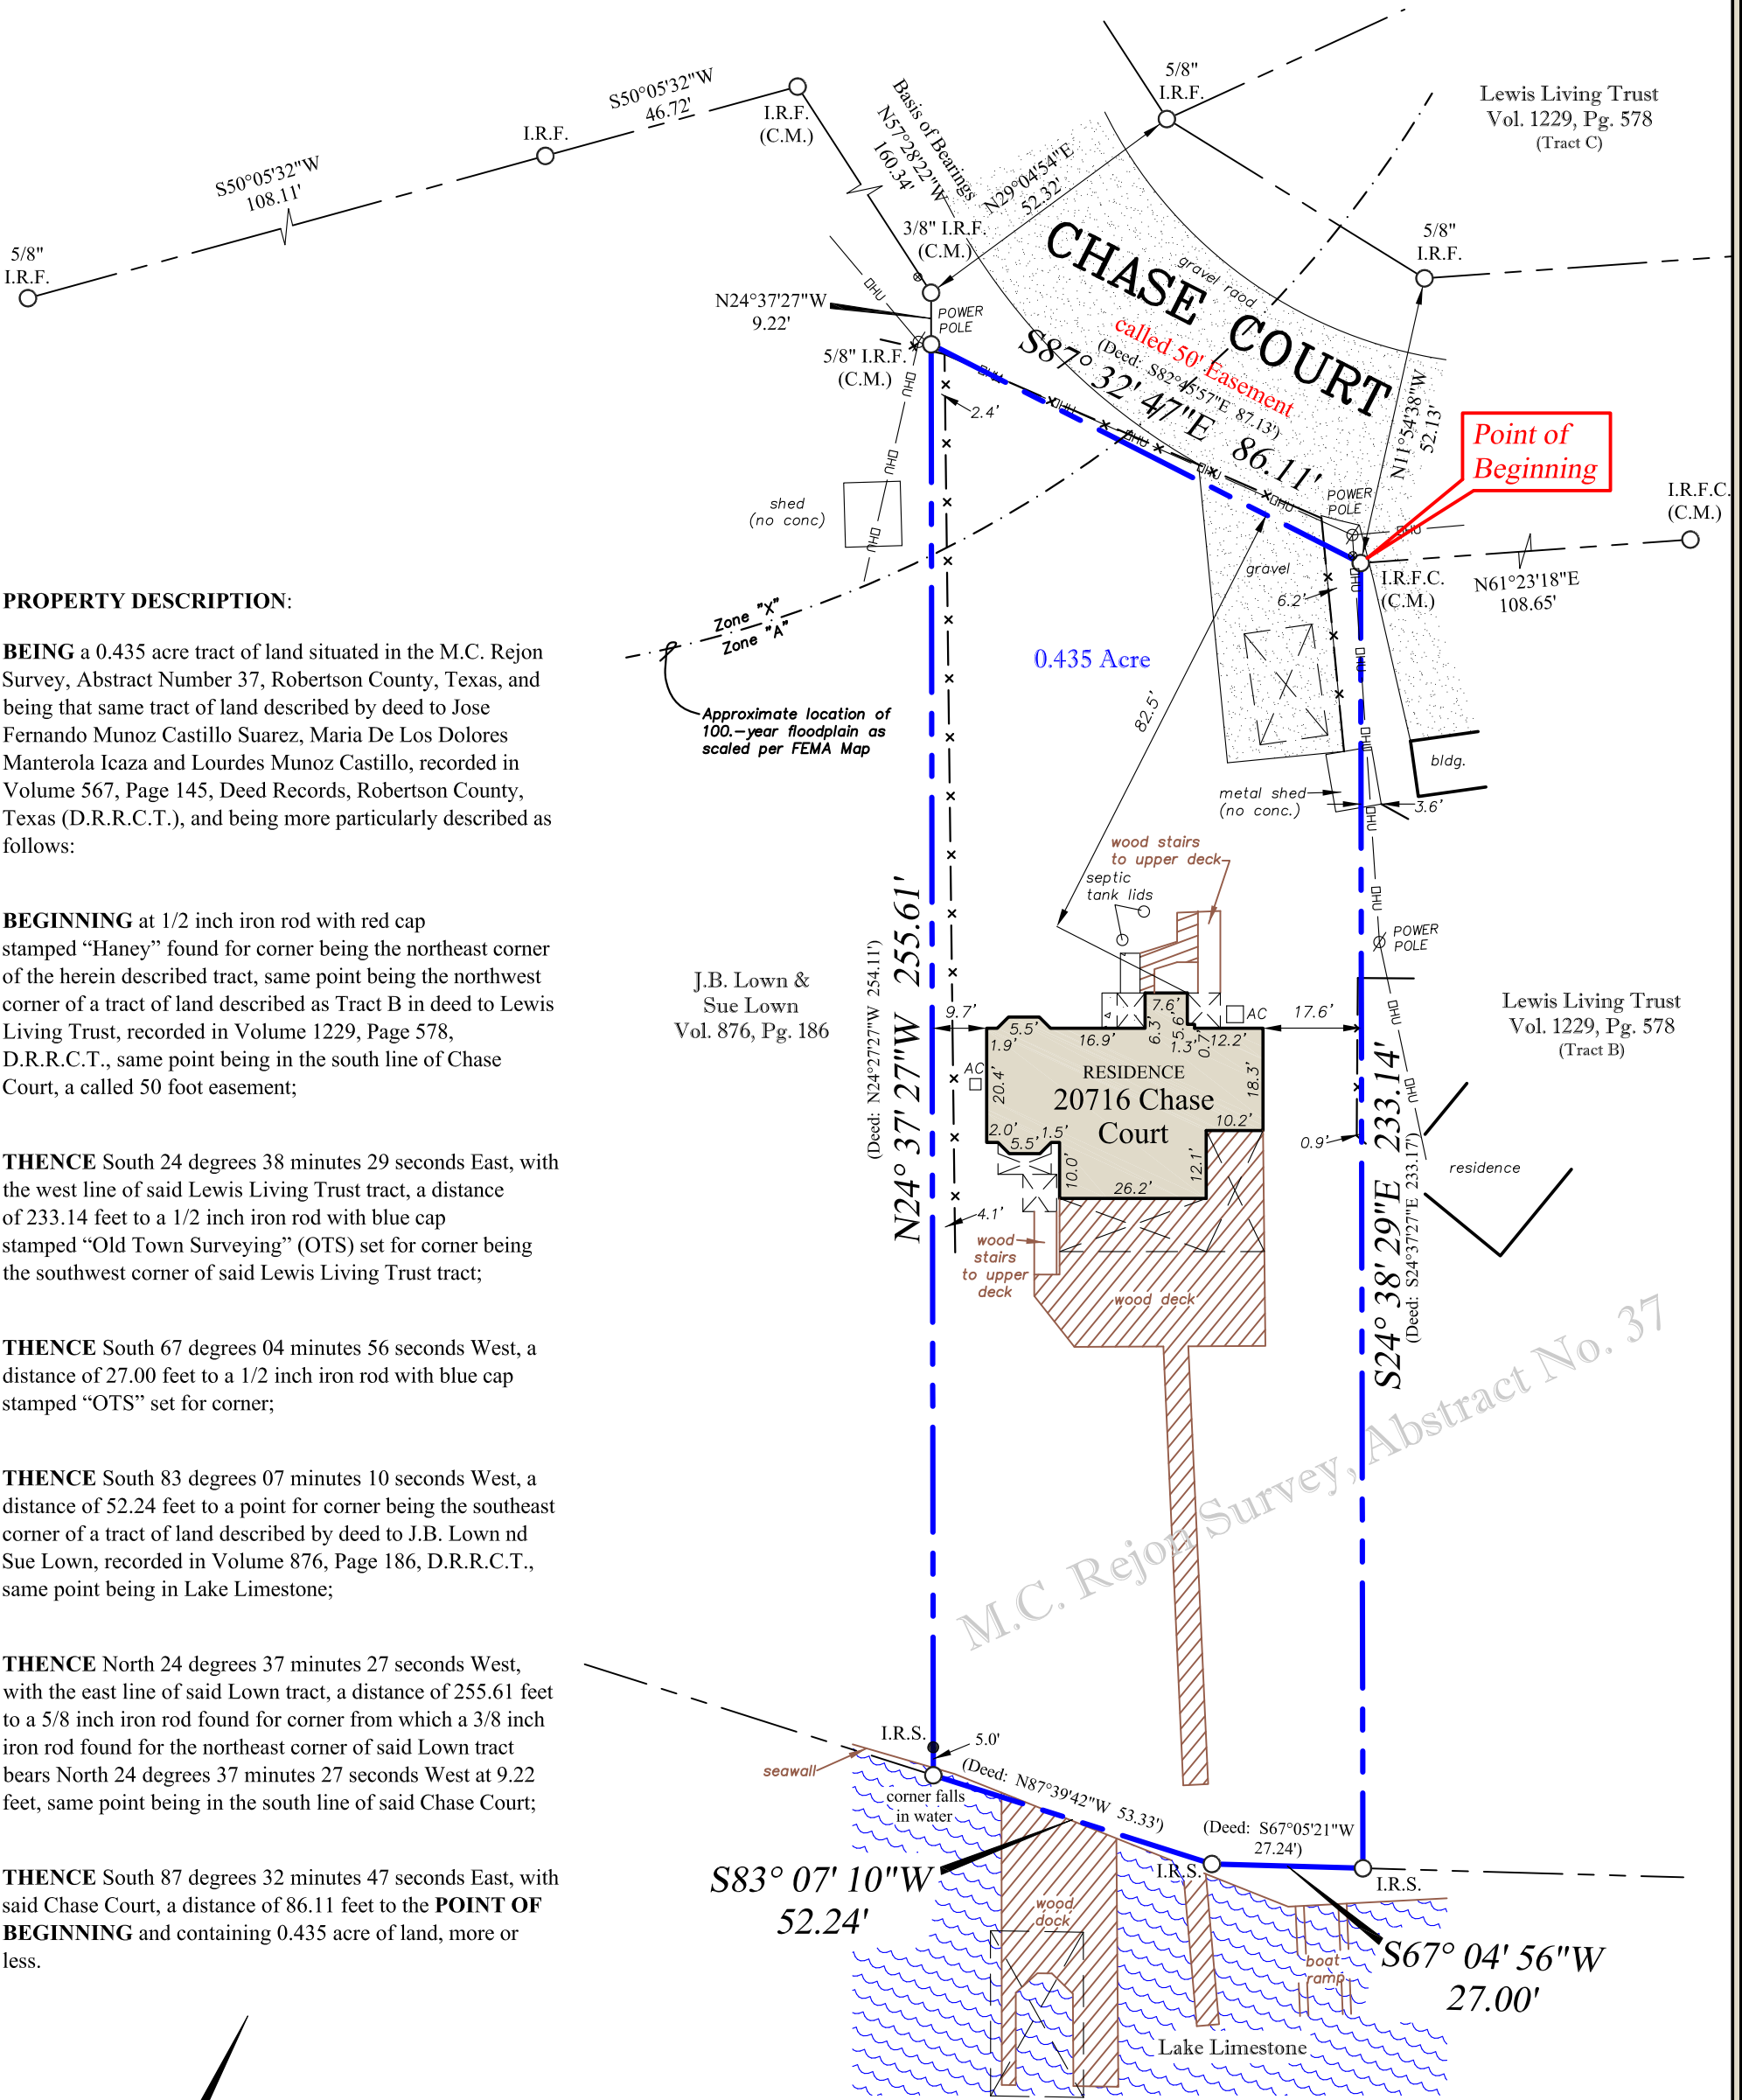 S50°05'32"W
46.72'
I.R.F.
I.R.F.
(C.M.)
S50°05'32"W
108.11'
5/8"
I.R.F.
Basis of Bearings
N57°28'22"W
160.34'
N29°04'54"E
52.32'
5/8"
I.R.F.
Lewis Living Trust
Vol. 1229, Pg. 578
(Tract C)
3/8" I.R.F.
(C.M.)
5/8"
I.R.F.
CHASE COURT
gravel raod
called 50' Easement
(Deed: S82°45'57"E 87.13')
S87° 32' 47"E 86.11'
N24°37'27"W
9.22'
POWER
POLE
5/8" I.R.F.
(C.M.)
OHU
OHU
OHU
OHU
OHU
OHU
OHU
OHU
OHU
2.4'
N11°54'38"W
52.13'
Point of
Beginning
POWER
POLE
OHU
I.R.F.C.
(C.M.)
shed
(no conc)
I.R.F.C.
(C.M.)
N61°23'18"E
108.65'
gravel
6.2'
OHU
OHU
OHU
OHU
OHU
OHU
OHU
Zone "X"
Zone "A"
0.435 Acre
82.5'
Approximate location of
100.-year floodplain as
scaled per FEMA Map
bldg.
metal shed
(no conc.)
3.6'
wood stairs
to upper deck
septic
tank lids
POWER
POLE
PROPERTY DESCRIPTION:
BEING a 0.435 acre tract of land situated in the M.C. Rejon
Survey, Abstract Number 37, Robertson County, Texas, and
being that same tract of land described by deed to Jose
Fernando Munoz Castillo Suarez, Maria De Los Dolores
Manterola Icaza and Lourdes Munoz Castillo, recorded in
Volume 567, Page 145, Deed Records, Robertson County,
Texas (D.R.R.C.T.), and being more particularly described as
follows:
BEGINNING at 1/2 inch iron rod with red cap
stamped “Haney” found for corner being the northeast corner
of the herein described tract, same point being the northwest
corner of a tract of land described as Tract B in deed to Lewis
Living Trust, recorded in Volume 1229, Page 578,
D.R.R.C.T., same point being in the south line of Chase
Court, a called 50 foot easement;
THENCE South 24 degrees 38 minutes 29 seconds East, with
the west line of said Lewis Living Trust tract, a distance
of 233.14 feet to a 1/2 inch iron rod with blue cap
stamped “Old Town Surveying” (OTS) set for corner being
the southwest corner of said Lewis Living Trust tract;
THENCE South 67 degrees 04 minutes 56 seconds West, a
distance of 27.00 feet to a 1/2 inch iron rod with blue cap
stamped “OTS” set for corner;
THENCE South 83 degrees 07 minutes 10 seconds West, a
distance of 52.24 feet to a point for corner being the southeast
corner of a tract of land described by deed to J.B. Lown nd
Sue Lown, recorded in Volume 876, Page 186, D.R.R.C.T.,
same point being in Lake Limestone;
THENCE North 24 degrees 37 minutes 27 seconds West,
with the east line of said Lown tract, a distance of 255.61 feet
to a 5/8 inch iron rod found for corner from which a 3/8 inch
iron rod found for the northeast corner of said Lown tract
bears North 24 degrees 37 minutes 27 seconds West at 9.22
feet, same point being in the south line of said Chase Court;
THENCE South 87 degrees 32 minutes 47 seconds East, with
said Chase Court, a distance of 86.11 feet to the POINT OF
BEGINNING and containing 0.435 acre of land, more or
less.
J.B. Lown &
Sue Lown
Vol. 876, Pg. 186
(Deed: N24°27'27"W 254.11')
N24° 37' 27"W 255.61'
9.7'
5.5'
1.9'
16.9'
7.6'
6.3'
5.6'
1.3'
0.7'
12.2'
AC
17.6'
AC
20.4'
RESIDENCE
20716 Chase
Court
18.3'
10.2'
2.0'
5.5'
1.5'
10.0'
26.2'
12.1'
4.1'
0.9'
Lewis Living Trust
Vol. 1229, Pg. 578
(Tract B)
S24° 38' 29"E 233.14'
(Deed: S24°37'27"E 233.17')
residence
wood
stairs
to upper
deck
wood deck
M.C. Rejon Survey, Abstract No. 37
I.R.S.
5.0'
seawall
corner falls
in water
(Deed: N87°39'42"W 53.33')
(Deed: S67°05'21"W
27.24')
I.R.S.
I.R.S.
S83° 07' 10"W
52.24'
wood
dock
boat
ramp
S67° 04' 56"W
27.00'
Lake Limestone